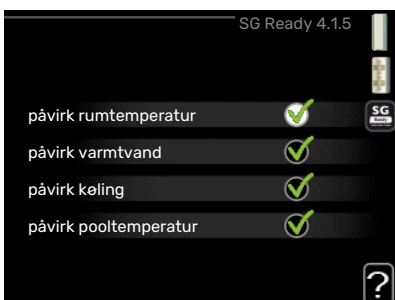 SG Ready 4.1.5
SG
Ready
påvirk rumtemperatur
påvirk varmtvand
påvirk køling
påvirk pooltemperatur
?